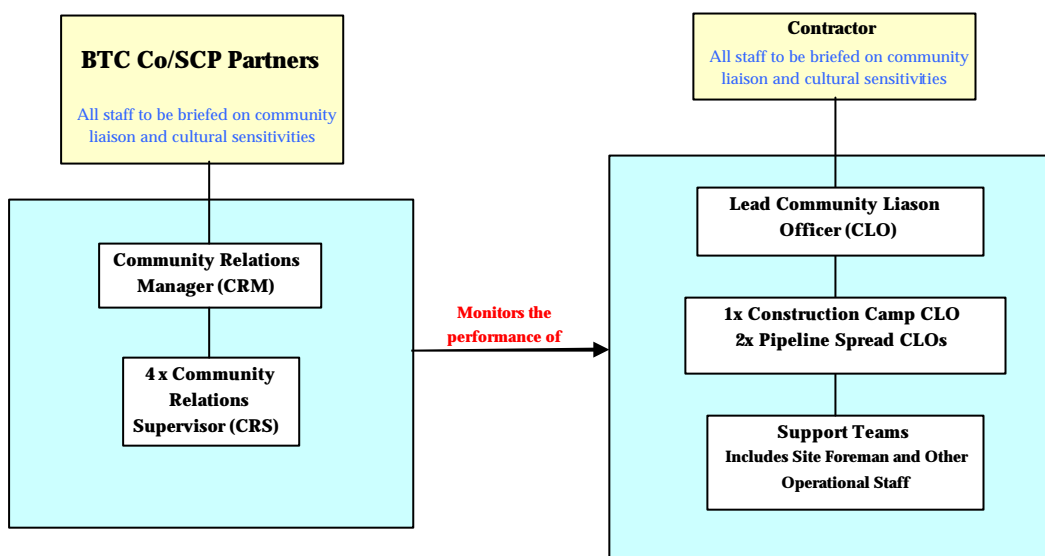 BTC Co/SCP Partners
All staff to be briefed on community
liaison and cultural sensitivities
Community Relations
Manager (CRM)
4 x Community
Relations
Supervisor (CRS)
Monitors the
performance of
Contractor
All staff to be briefed on community
liaison and cultural sensitivities
Lead Community Liason
Officer (CLO)
1x Construction Camp CLO
2x Pipeline Spread CLOs
Support Teams
Includes Site Foreman and Other
Operational Staff